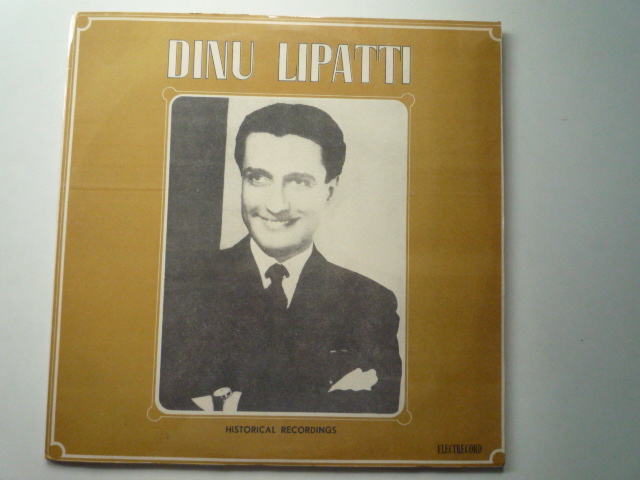 DINU LIPATTI
HISTORICAL RECORDINGS
ELECTRECORD